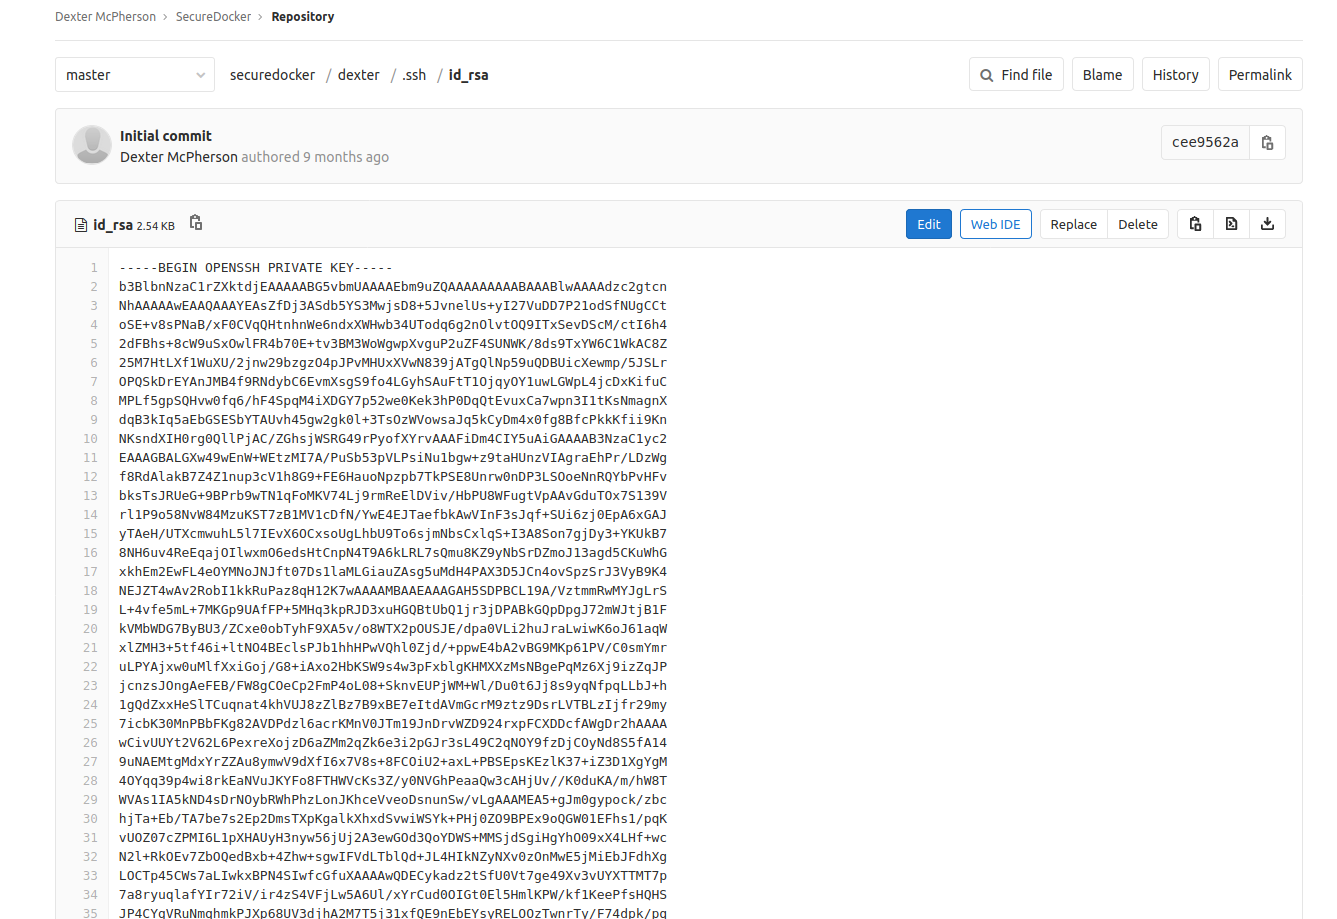 Dexter McPherson › SecureDocker › Repository
master
securedocker / dexter / .ssh / id_rsa
Find file
Blame
History
Permalink
Initial commit
Dexter McPherson authored 9 months ago
cee9562a
id_rsa 2.54 KB
Edit
Web IDE
Replace
Delete
1 -----BEGIN OPENSSH PRIVATE KEY-----
2 b3BlbnNzaC1rZXktdjEAAAAABG5vbmUAAAAEbm9uZQAAAAAAAAABAAABlwAAAAdzc2gtcn
3 NhAAAAAwEAAQAAAYEAsZfDj3ASdb5YS3MwjsD8+5JvnelUs+yI27VuDD7P21odSfNUgCCt
4 oSE+v8sPNaB/xF0CVqQHtnhnWe6ndxXWHwb34UTodq6g2nOlvtOQ9ITxSevDScM/ctI6h4
5 2dFBhs+8cW9uSxOwlFR4b70E+tv3BM3WoWgwpXvguP2uZF4SUNWK/8ds9TxYW6C1WkAC8Z
6 25M7HtLXf1WuXU/2jnw29bzgzO4pJPvMHUxXVwN839jATgQlNp59uQDBUicXewmp/5JSLr
7 OPQSkDrEYAnJMB4f9RNdybC6EvmXsgS9fo4LGyhSAuFtT1OjqyOY1uwLGWpL4jcDxKifuC
8 MPLf5gpSQHvw0fq6/hF4SpqM4iXDGY7p52we0Kek3hP0DqQtEvuxCa7wpn3I1tKsNmagnX
9 dqB3kIq5aEbGSESbYTAUvh45gw2gk0l+3TsOzWVowsaJq5kCyDm4x0fg8BfcPkkKfii9Kn
10 NKsndXIH0rg0QllPjAC/ZGhsjWSRG49rPyofXYrvAAAFiDm4CIY5uAiGAAAAB3NzaC1yc2
11 EAAAGBALGXw49wEnW+WEtzMI7A/PuSb53pVLPsiNu1bgw+z9taHUnzVIAgraEhPr/LDzWg
12 f8RdAlakB7Z4Z1nup3cV1h8G9+FE6HauoNpzpb7TkPSE8Unrw0nDP3LSOoeNnRQYbPvHFv
13 bksTsJRUeG+9BPrb9wTN1qFoMKV74Lj9rmReElDViv/HbPU8WFugtVpAAvGduTOx7S139V
14 rl1P9o58NvW84MzuKST7zB1MV1cDfN/YwE4EJTaefbkAwVInF3sJqf+SUi6zj0EpA6xGAJ
15 yTAeH/UTXcmwuhL5l7IEvX6OCxsoUgLhbU9To6sjmNbsCxlqS+I3A8Son7gjDy3+YKUkB7
16 8NH6uv4ReEqajOIlwxmO6edsHtCnpN4T9A6kLRL7sQmu8KZ9yNbSrDZmoJ13agd5CKuWhG
17 xkhEm2EwFL4eOYMNoJNJft07Ds1laMLGiauZAsg5uMdH4PAX3D5JCn4ovSpzSrJ3VyB9K4
18 NEJZT4wAv2RobI1kkRuPaz8qH12K7wAAAAMBAAEAAAGAH5SDPBCL19A/VztmmRwMYJgLrS
19 L+4vfe5mL+7MKGp9UAfFP+5MHq3kpRJD3xuHGQBtUbQ1jr3jDPABkGQpDpgJ72mWJtjB1F
20 kVMbWDG7ByBU3/ZCxe0obTyhF9XA5v/o8WTX2pOUSJE/dpa0VLi2huJraLwiwK6oJ61aqW
21 xlZMH3+5tf46i+ltNO4BEclsPJb1hhHPwVQhl0Zjd/+ppwE4bA2vBG9MKp61PV/C0smYmr
22 uLPYAjxw0uMlfXxiGoj/G8+iAxo2HbKSW9s4w3pFxblgKHMXXzMsNBgePqMz6Xj9izZqJP
23 jcnzsJOngAeFEB/FW8gCOeCp2FmP4oL08+SknvEUPjWM+Wl/Du0t6Jj8s9yqNfpqLLbJ+h
24 1gQdZxxHeSlTCuqnat4khVUJ8zZlBz7B9xBE7eItdAVmGcrM9ztz9DsrLVTBLzIjfr29my
25 7icbK30MnPBbFKg82AVDPdzl6acrKMnV0JTm19JnDrvWZD924rxpFCXDDcfAWgDr2hAAAA
26 wCivUUYt2V62L6PexreXojzD6aZMm2qZk6e3i2pGJr3sL49C2qNOY9fzDjCOyNd8S5fA14
27 9uNAEMtgMdxYrZZAu8ymwV9dXfI6x7V8s+8FCOiU2+axL+PBSEpsKEzlK37+iZ3D1XgYgM
28 4OYqq39p4wi8rkEaNVuJKYFo8FTHWVcKs3Z/y0NVGhPeaaQw3cAHjUv//K0duKA/m/hW8T
29 WVAs1IA5kND4sDrNOybRWhPhzLonJKhceVveoDsnunSw/vLgAAAMEA5+gJm0gypock/zbc
30 hjTa+Eb/TA7be7s2Ep2DmsTXpKgalkXhxdSvwiWSYk+PHj0ZO9BPEx9oQGW01EFhs1/pqK
31 vUOZ07cZPMI6L1pXHAUyH3nyw56jUj2A3ewGOd3QoYDWS+MMSjdSgiHgYhO09xX4LHf+wc
32 N2l+RkOEv7ZbOQedBxb+4Zhw+sgwIFVdLTblQd+JL4HIkNZyNXv0zOnMwE5jMiEbJFdhXg
33 LOCTp45CWs7aLIwkxBPN4SIwfcGfuXAAAAwQDECykadz2tSfU0Vt7ge49Xv3vUYXTTMT7p
34 7a8ryuqlafYIr72iV/ir4zS4VFjLw5A6Ul/xYrCud0OIGt0El5HmlKPW/kf1KeePfsHQHS
35 JP4CYgVRuNmqhmkPJXp68UV3djhA2M7T5j31xfQE9nEbEYsyRELOOzTwnrTy/F74dpk/pq